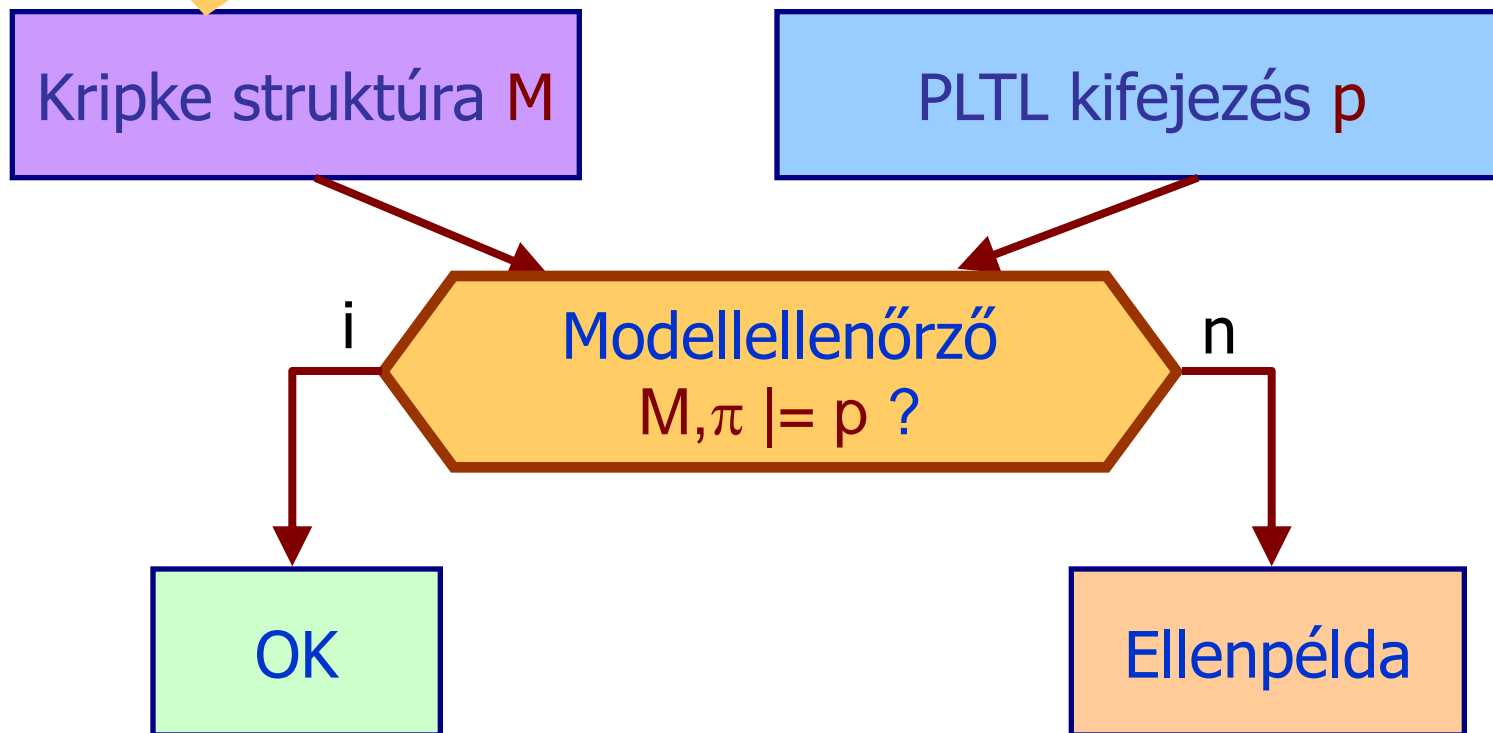 Kripke struktúra M
PLTL kifejezés p
i
Modellellenőrző
n
M,π |= p ?
OK
Ellenpélda